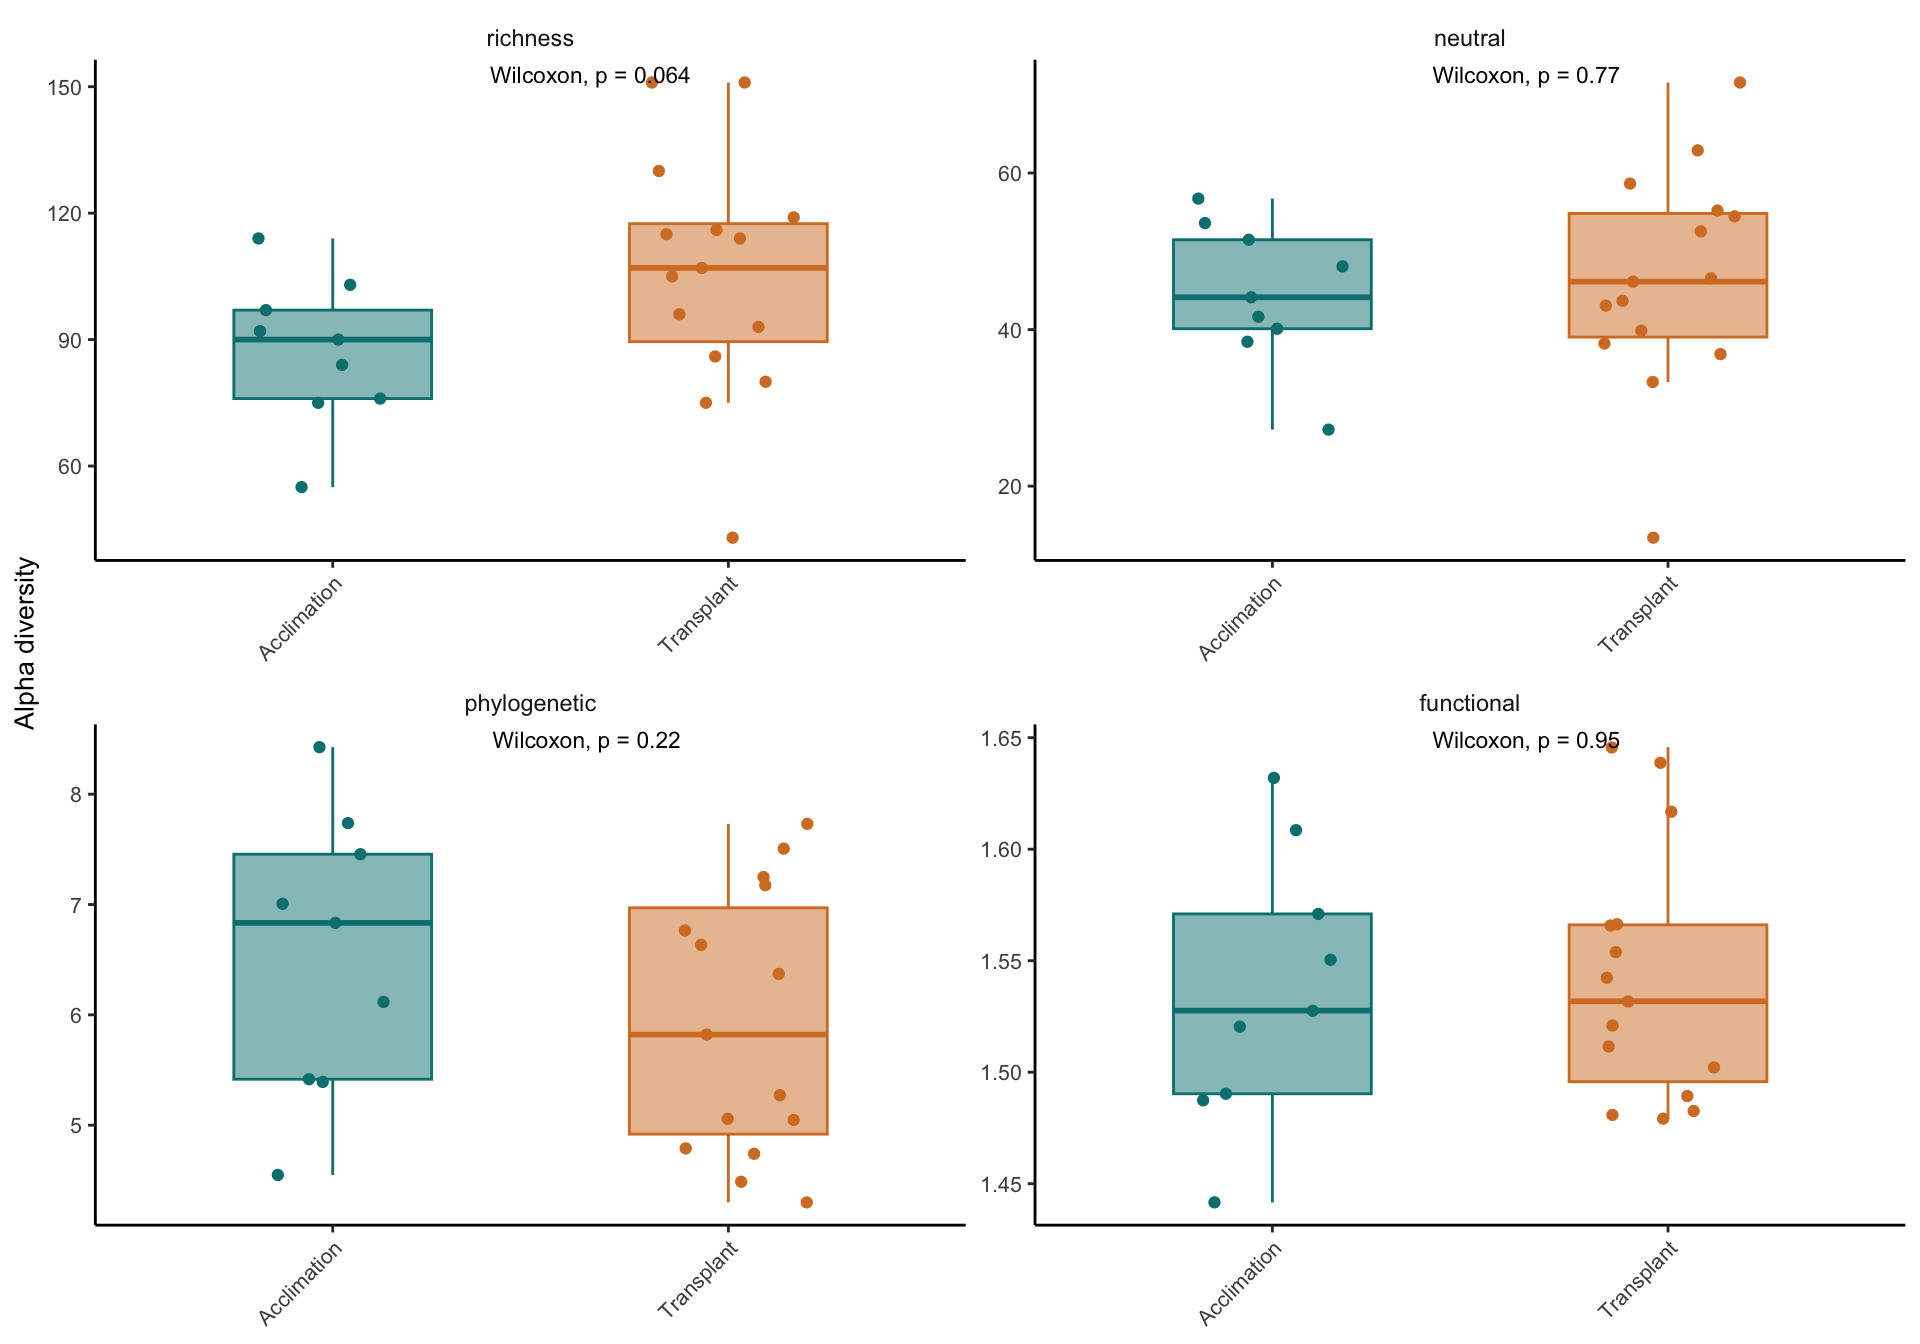 Alpha diversity
richness
Wilcoxon, p = 0.064
150
120
90
60
Acclimation
Transplant
neutral
Wilcoxon, p = 0.77
60
40
20
Acclimation
Transplant
phylogenetic
Wilcoxon, p = 0.22
8
7
6
5
Acclimation
Transplant
functional
Wilcoxon, p = 0.95
1.65
1.60
1.55
1.50
1.45
Acclimation
Transplant